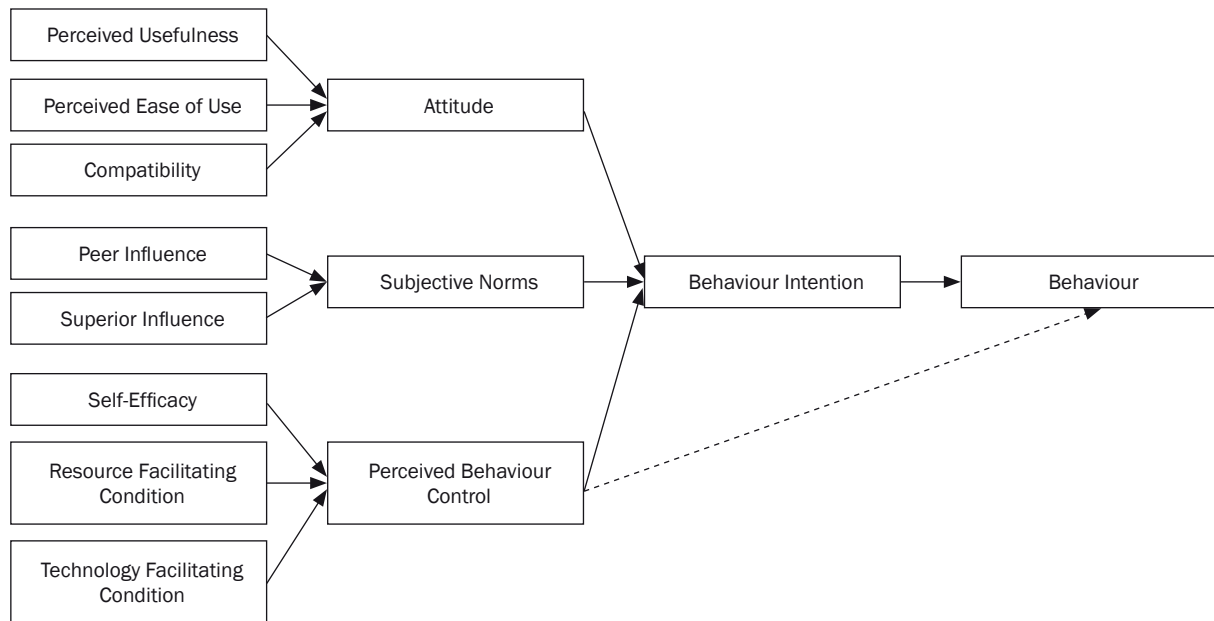 Perceived Usefulness
Perceived Ease of Use
Compatibility
Attitude
Peer Influence
Superior Influence
Subjective Norms
Behaviour Intention
Behaviour
Self-Efficacy
Resource Facilitating
Condition
Technology Facilitating
Condition
Perceived Behaviour
Control